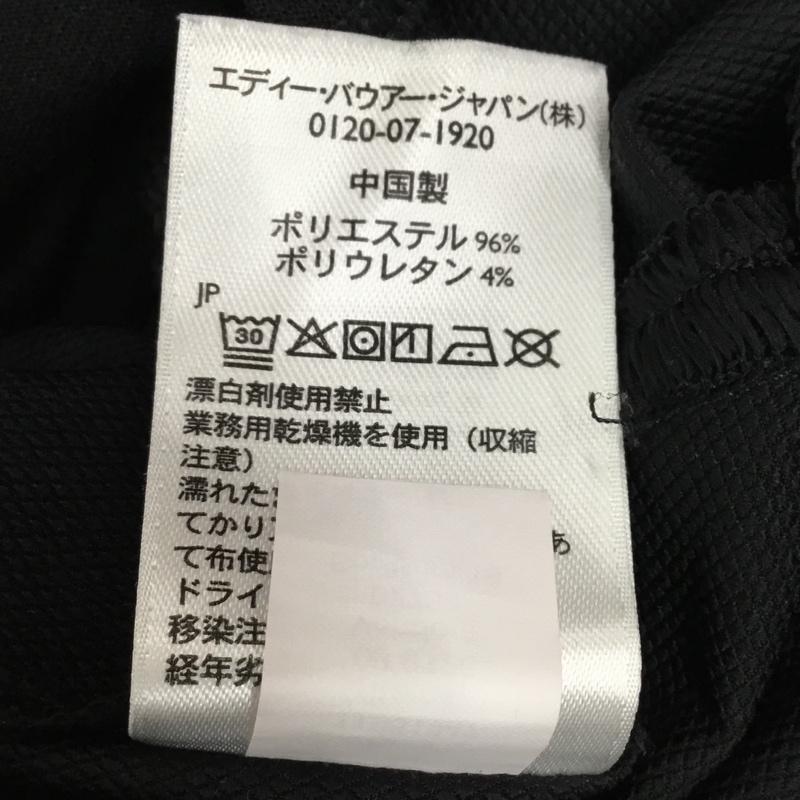 エディー・バウアー・ジャパン(株)
0120-07-1920
中国製
ポリエステル 96%
ポリウレタン 4%
JP
30
漂白剤使用禁止
業務用乾燥機を使用（収縮
注意）
濡れた
てかり あ
て布使
ドライ
移染注
経年劣